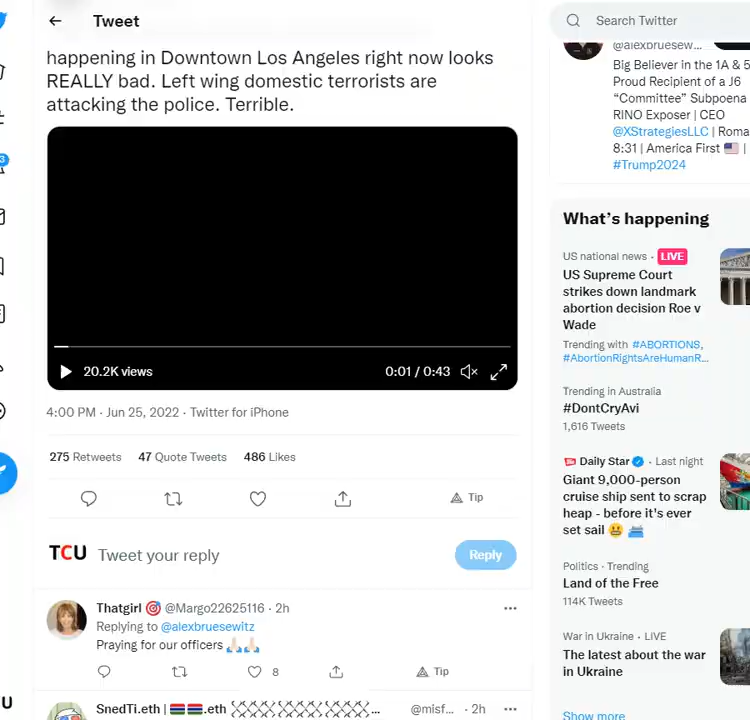 Tweet
Search Twitter
happening in Downtown Los Angeles right now looks
REALLY bad. Left wing domestic terrorists are
attacking the police. Terrible.
20.2K views
0:01 / 0:43
4:00 PM · Jun 25, 2022 · Twitter for iPhone
275 Retweets 47 Quote Tweets 486 Likes
Tip
TCU Tweet your reply
Reply
Thatgirl 🎯 @Margo22625116 · 2h
Replying to @alexbruesewitz
Praying for our officers 🙏🏻🙏🏻
8
Tip
SnedTi.eth | 🇬🇲🇬🇲.eth
@misf... · 2h
@alexbruesew...
Big Believer in the 1A & 5
Proud Recipient of a J6
“Committee” Subpoena
RINO Exposer | CEO
@XStrategiesLLC | Roma
8:31 | America First 🇺🇸 |
#Trump2024
What’s happening
US national news · LIVE
US Supreme Court
strikes down landmark
abortion decision Roe v
Wade
Trending with #ABORTIONS,
#AbortionRightsAreHumanR...
Trending in Australia
#DontCryAvi
1,616 Tweets
Daily Star · Last night
Giant 9,000-person
cruise ship sent to scrap
heap - before it's ever
set sail 😬 🚢
Politics · Trending
Land of the Free
114K Tweets
War in Ukraine · LIVE
The latest about the war
in Ukraine
Show more
3